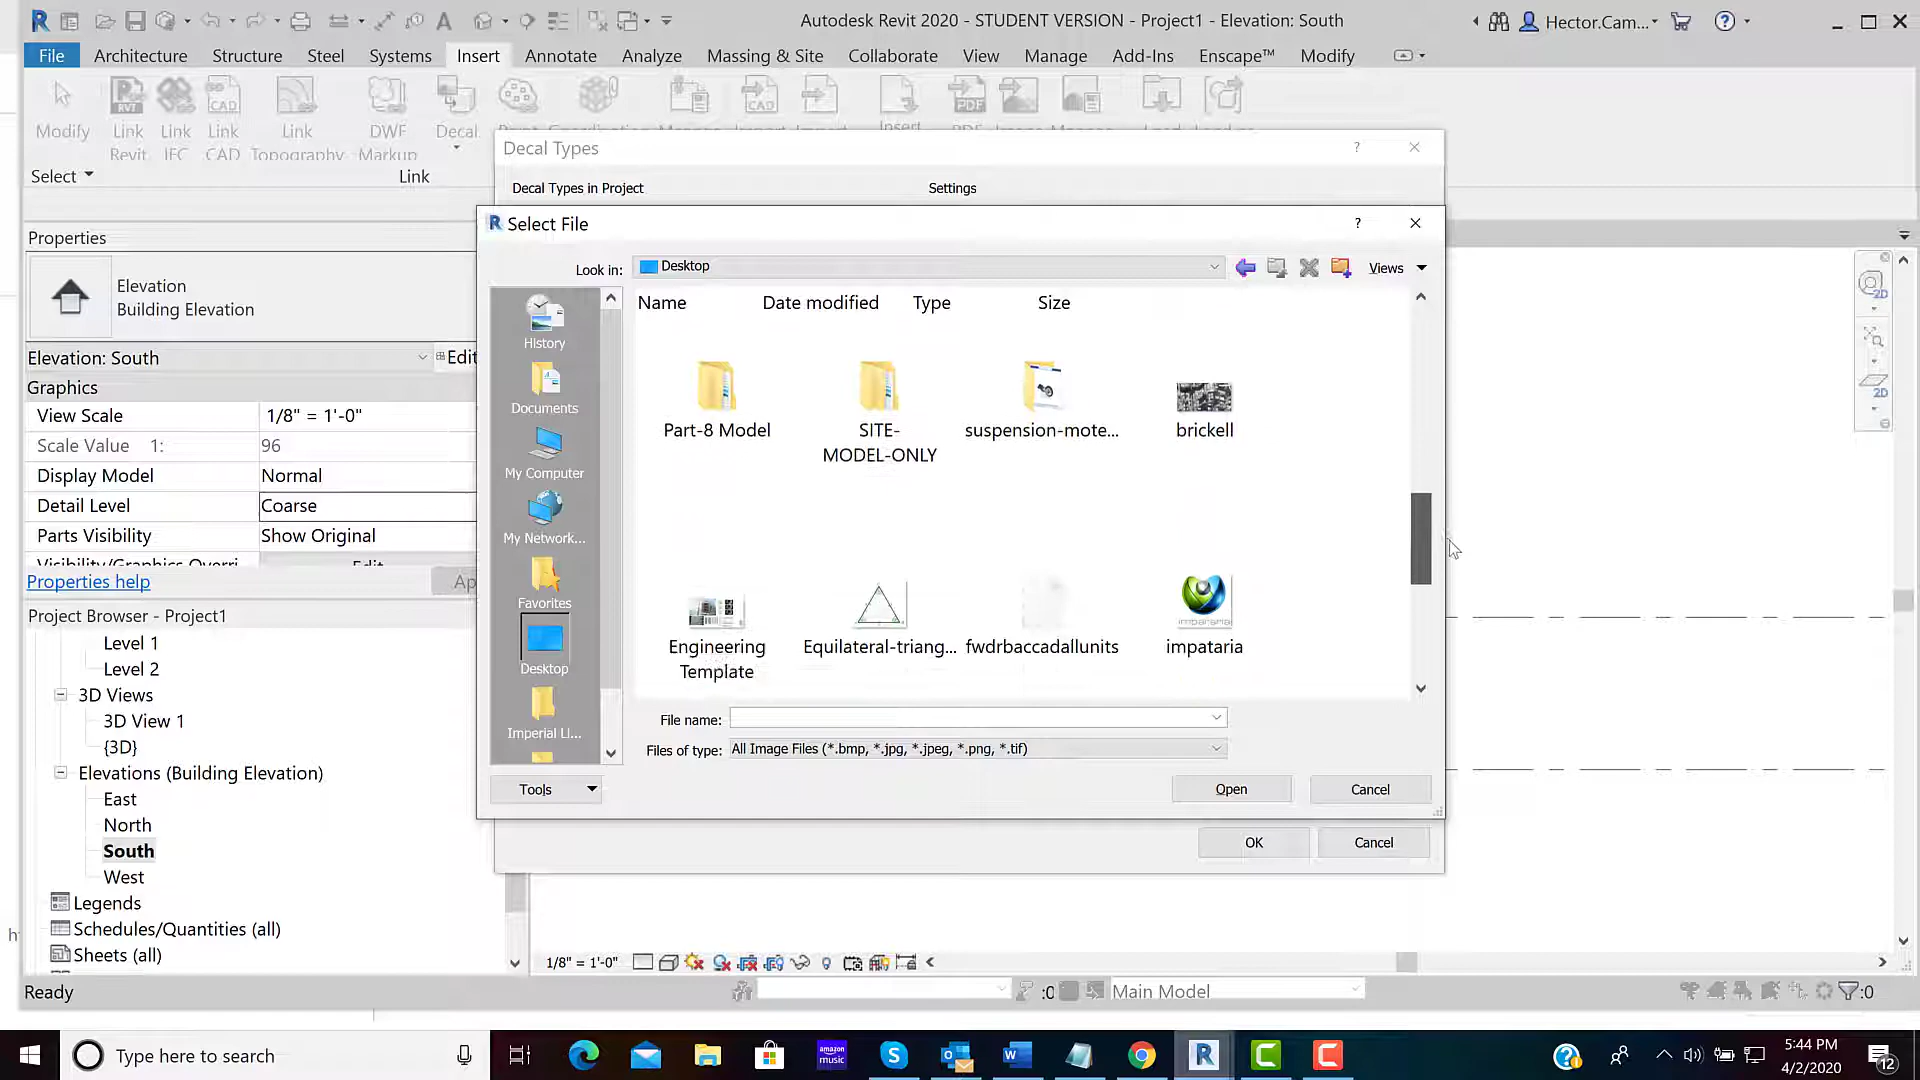 Autodesk Revit 2020 - STUDENT VERSION - Project1 - Elevation: South
Hector.Cam...
File Architecture Structure Steel Systems Insert Annotate Analyze Massing & Site Collaborate View Manage Add-Ins Enscape™ Modify
Modify
Link Revit
Link IFC
Link CAD
Link Topography
DWF Markup
Decal
Insert
Select
Link
Decal Types
Decal Types in Project
Settings
Select File
Look in:
Desktop
Views
Name Date modified Type Size
History
Documents
My Computer
My Network...
Favorites
Desktop
Imperial Li...
Part-8 Model
SITE-
MODEL-ONLY
suspension-mote...
brickell
Engineering
Template
Equilateral-triang...
fwdrbaccadallunits
impataria
File name:
Files of type: All Image Files (*.bmp, *.jpg, *.jpeg, *.png, *.tif)
Tools
Open
Cancel
OK
Cancel
Properties
Elevation
Building Elevation
Elevation: South
Edit
Graphics
View Scale 1/8" = 1'-0"
Scale Value 1: 96
Display Model Normal
Detail Level Coarse
Parts Visibility Show Original
Visibility/Graphics Overri Edit
Properties help
Ap
Project Browser - Project1
Level 1
Level 2
3D Views
3D View 1
{3D}
Elevations (Building Elevation)
East
North
South
West
Legends
Schedules/Quantities (all)
Sheets (all)
1/8" = 1'-0"
Ready
:0
Main Model
:0
Type here to search
amazon music
5:44 PM
4/2/2020
12